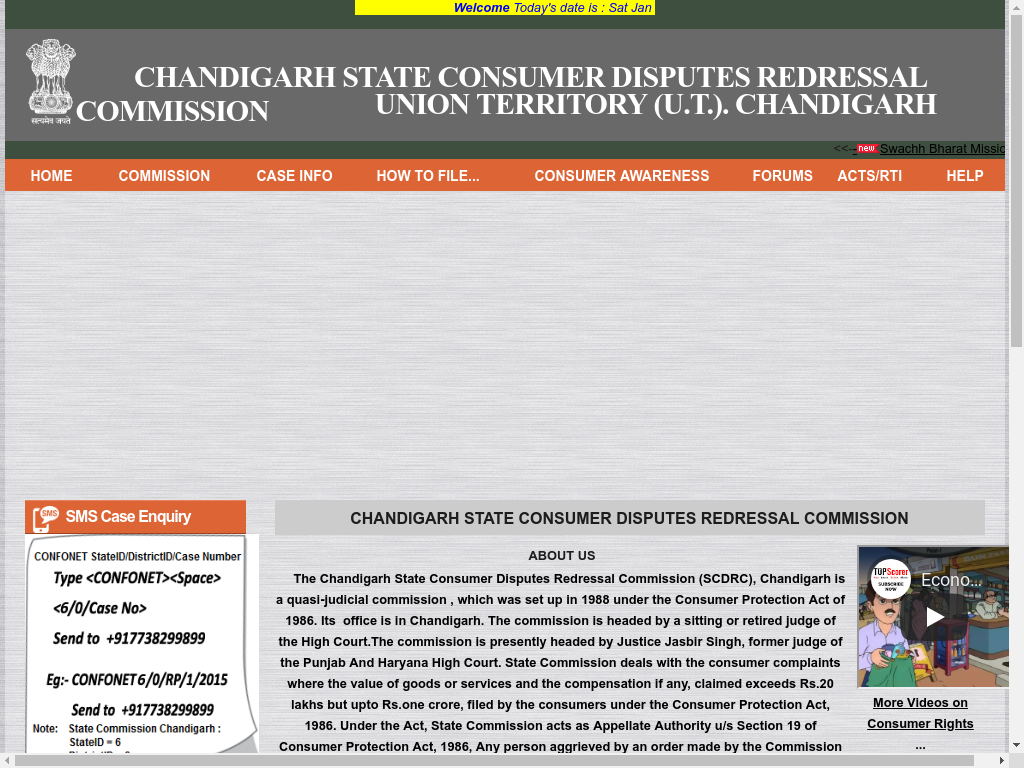 Welcome Today's date is : Sat Jan
CHANDIGARH STATE CONSUMER DISPUTES REDRESSAL
COMMISSION UNION TERRITORY (U.T.). CHANDIGARH
सत्यमेव जयते
<<--new Swachh Bharat Missio
HOME COMMISSION CASE INFO HOW TO FILE... CONSUMER AWARENESS FORUMS ACTS/RTI HELP
SMS SMS Case Enquiry
CONFONET StateID/DistrictID/Case Number
Type <CONFONET><Space>
<6/0/Case No>
Send to +917738299899
Eg:- CONFONET 6/0/RP/1/2015
Send to +917738299899
Note: State Commission Chandigarh :
StateID = 6
CHANDIGARH STATE CONSUMER DISPUTES REDRESSAL COMMISSION
ABOUT US
The Chandigarh State Consumer Disputes Redressal Commission (SCDRC), Chandigarh is
a quasi-judicial commission , which was set up in 1988 under the Consumer Protection Act of
1986. Its office is in Chandigarh. The commission is headed by a sitting or retired judge of
the High Court.The commission is presently headed by Justice Jasbir Singh, former judge of
the Punjab And Haryana High Court. State Commission deals with the consumer complaints
where the value of goods or services and the compensation if any, claimed exceeds Rs.20
lakhs but upto Rs.one crore, filed by the consumers under the Consumer Protection Act,
1986. Under the Act, State Commission acts as Appellate Authority u/s Section 19 of
Consumer Protection Act, 1986, Any person aggrieved by an order made by the Commission
TOPScorer
SUBSCRIBE
NOW
Econo...
More Videos on
Consumer Rights
...